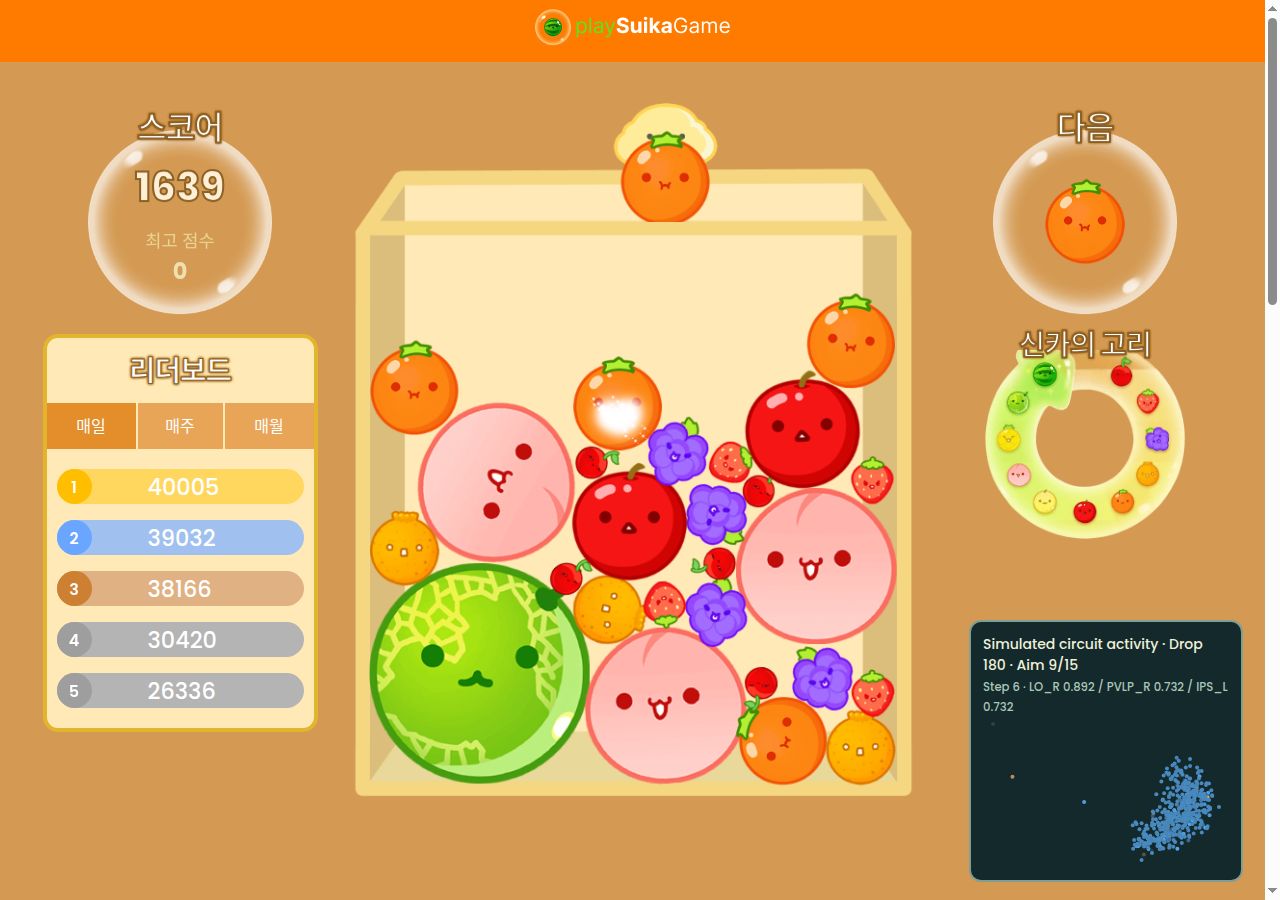 playSuikaGame
스코어
1639
최고 점수
0
리더보드
매일 매주 매월
1 40005
2 39032
3 38166
4 30420
5 26336
다음
신카의 고리
Simulated circuit activity · Drop
180 · Aim 9/15
Step 6 · LO_R 0.892 / PVLP_R 0.732 / IPS_L
0.732